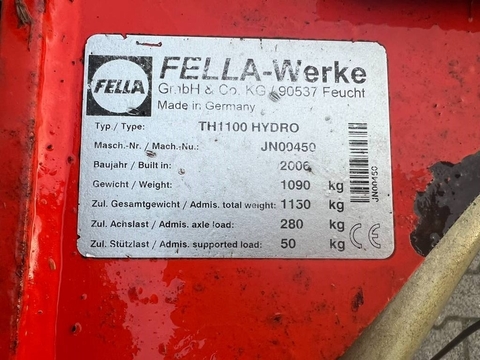 FELLA
FELLA-Werke
GmbH & Co. KG / 90537 Feucht
Made in Germany
Typ / Type: TH1100 HYDRO
Masch.-Nr. / Mach.-Nu.: JN00450
Baujahr / Built in: 2006
Gewicht / Weight: 1090 kg
Zul. Gesamtgewicht / Admis. total weight: 1130 kg
Zul. Achslast / Admis. axle load: 280 kg
Zul. Stützlast / Admis. supported load: 50 kg
CE
JN00450